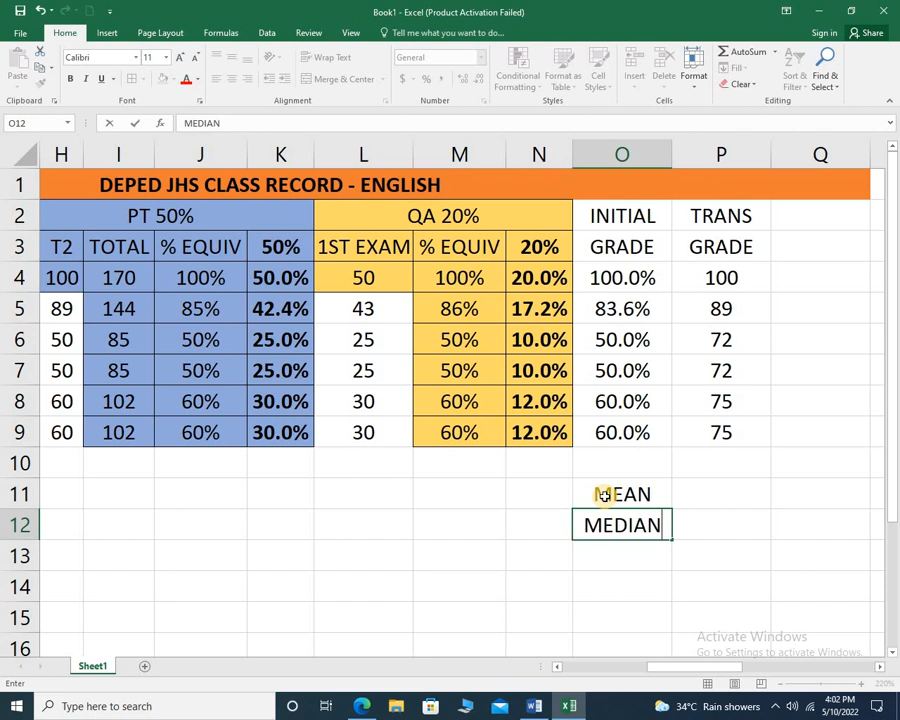 Book1 - Excel (Product Activation Failed)
File Home Insert Page Layout Formulas Data Review View Tell me what you want to do... Sign in Share
Paste
Calibri 11 A A
B I U A
Wrap Text
Merge & Center
General
$ % ,
Conditional Formatting Format as Table Cell Styles
Insert Delete Format
AutoSum
Fill
Clear
Sort & Filter Find & Select
Clipboard Font Alignment Number Styles Cells Editing
O12 fx MEDIAN
H I J K L M N O P Q
1 DEPED JHS CLASS RECORD - ENGLISH
2 PT 50% QA 20% INITIAL TRANS
3 T2 TOTAL % EQUIV 50% 1ST EXAM % EQUIV 20% GRADE GRADE
4 100 170 100% 50.0% 50 100% 20.0% 100.0% 100
5 89 144 85% 42.4% 43 86% 17.2% 83.6% 89
6 50 85 50% 25.0% 25 50% 10.0% 50.0% 72
7 50 85 50% 25.0% 25 50% 10.0% 50.0% 72
8 60 102 60% 30.0% 30 60% 12.0% 60.0% 75
9 60 102 60% 30.0% 30 60% 12.0% 60.0% 75
10
11 MEAN
12 MEDIAN
13
14
15
16
Activate Windows
Go to Settings to activate Windows.
Sheet1
Enter 220%
Type here to search
34°C Rain showers
4:02 PM
5/10/2022